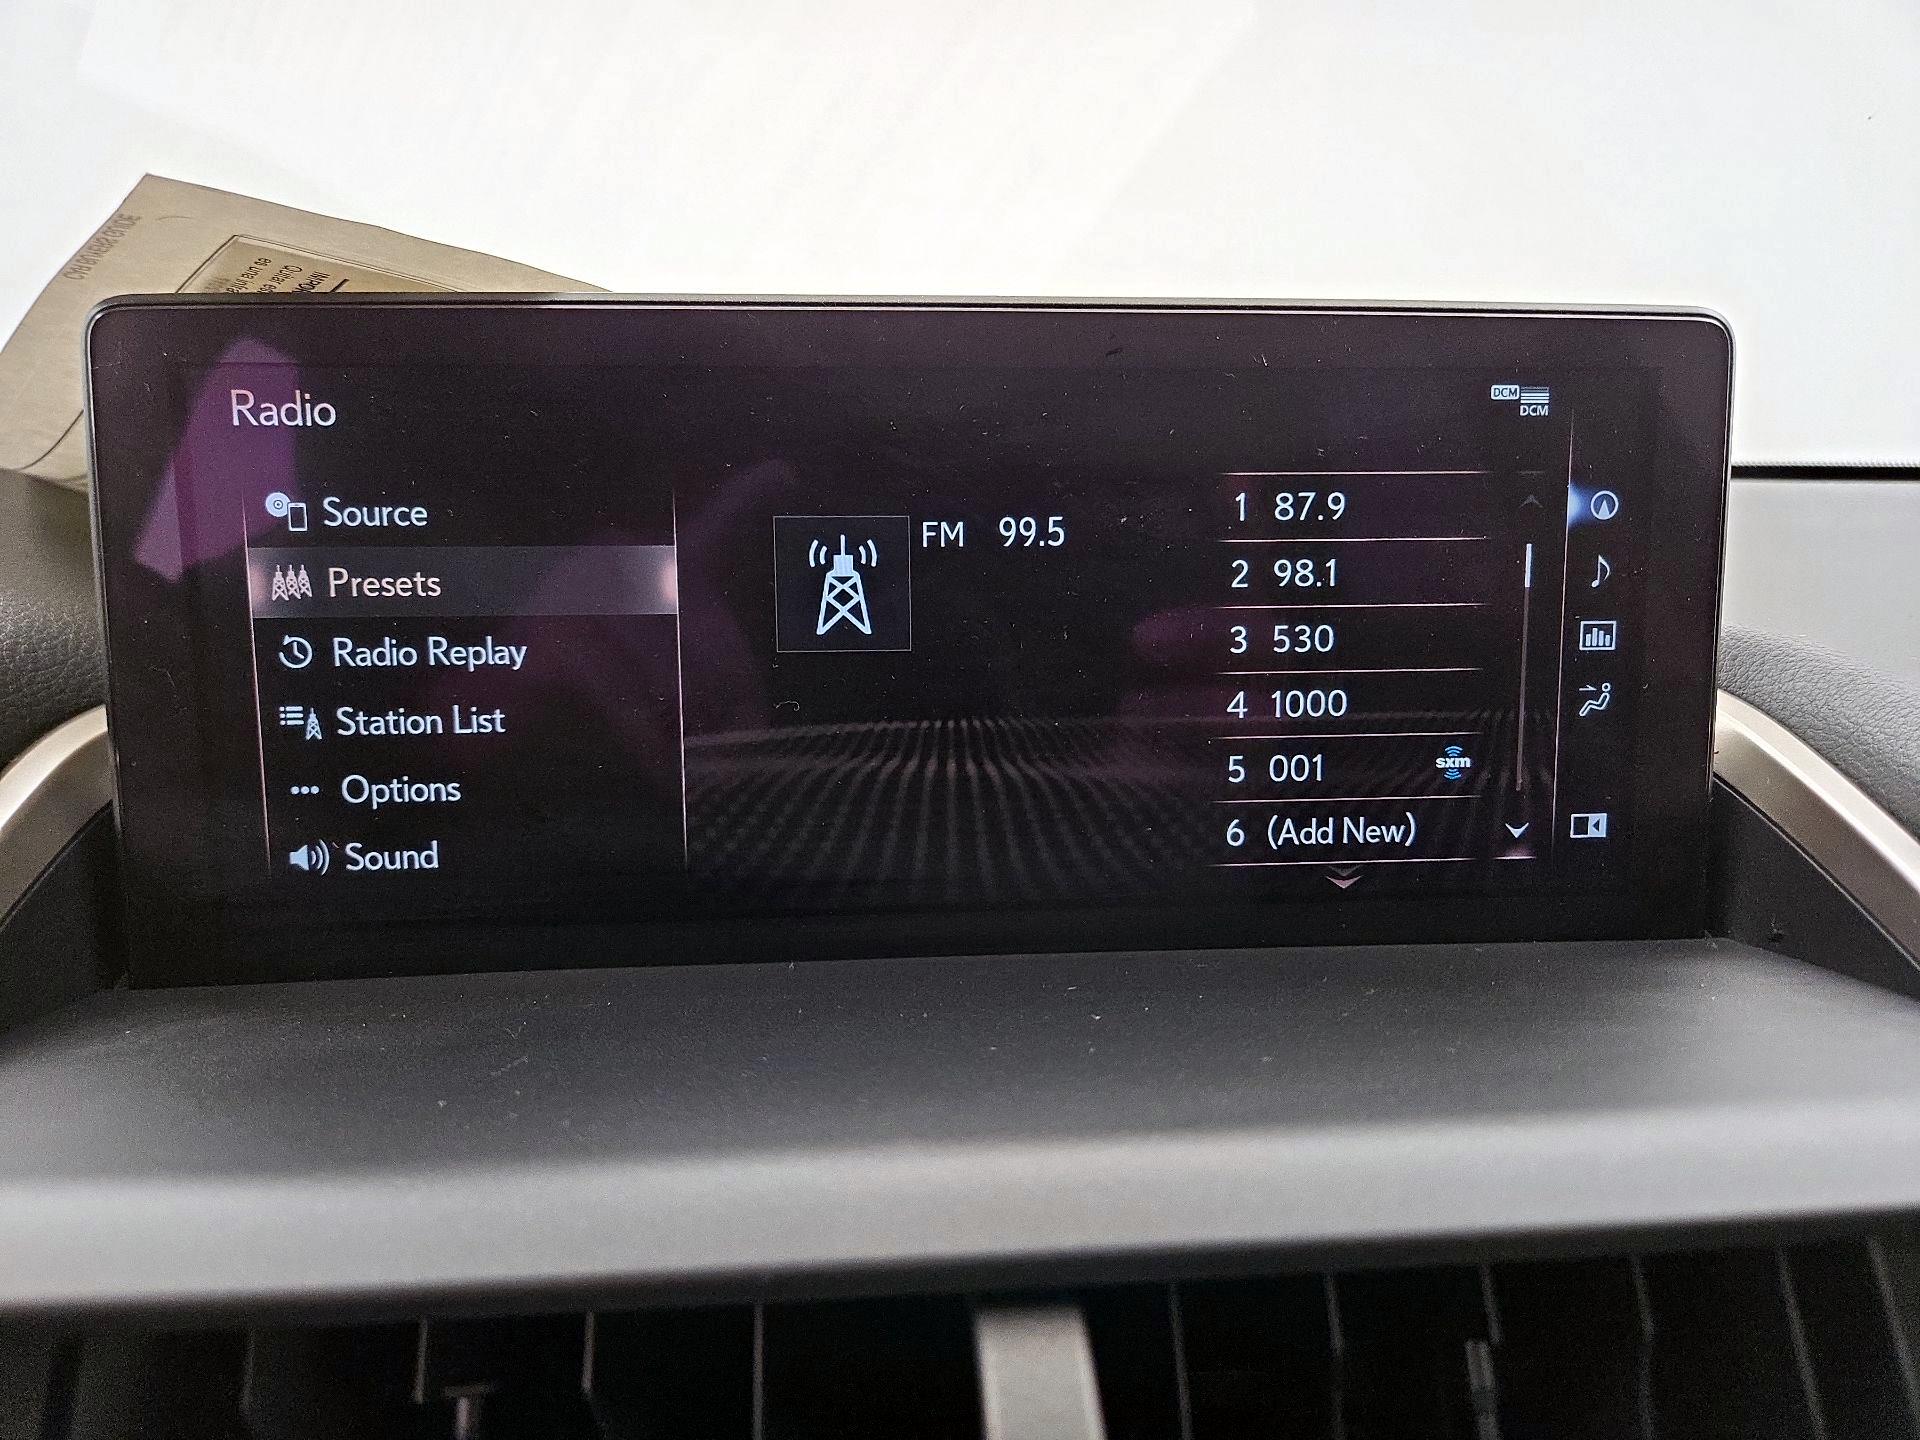 Radio
DCM
DCM
Source
Presets
Radio Replay
Station List
Options
Sound
FM 99.5
1 87.9
2 98.1
3 530
4 1000
5 001 sxm
6 (Add New)